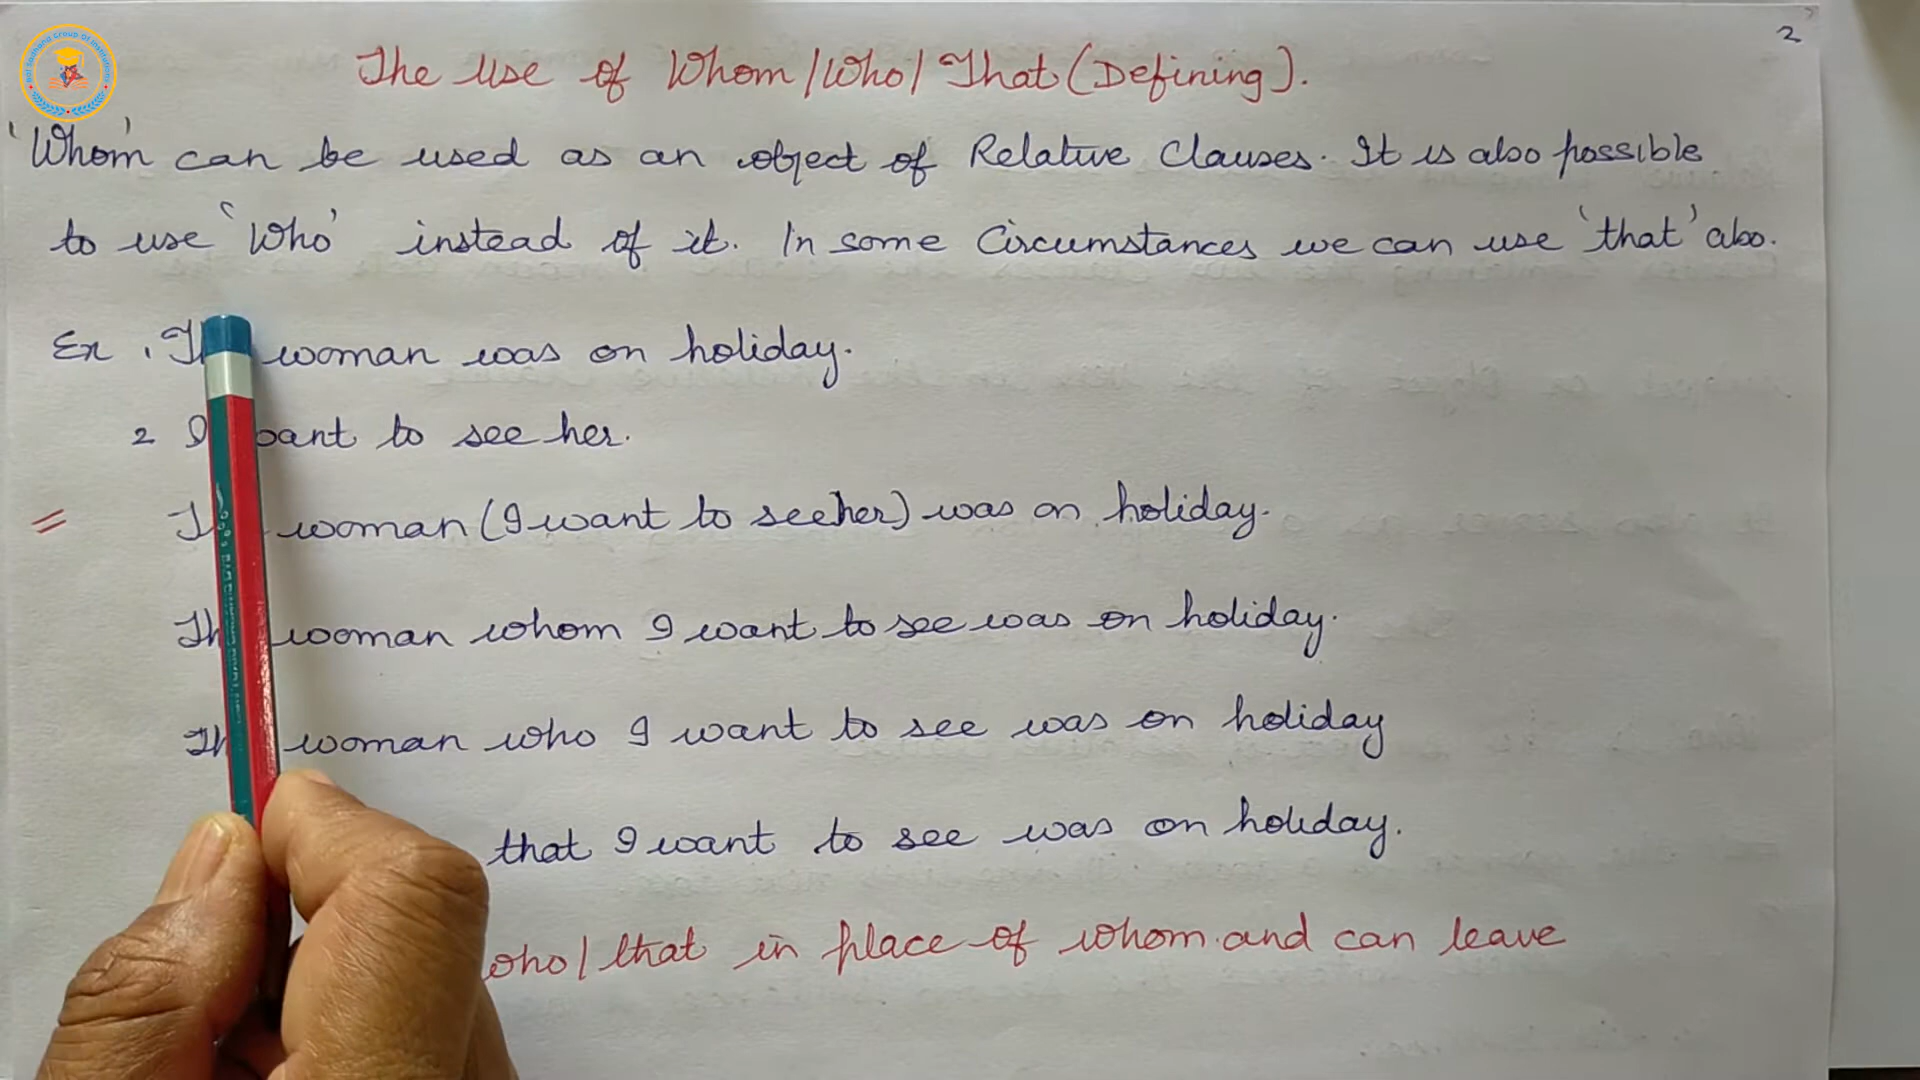 2
The Use of Whom/Who/That (Defining).
'Whom' can be used as an object of Relative Clauses. It is also possible
to use 'Who' instead of it. In some Circumstances we can use 'that' also.
Ex 1. woman was on holiday.
2 I want to see her.
= woman (I want to see her) was on holiday.
woman whom I want to see was on holiday.
woman who I want to see was on holiday
that I want to see was on holiday.
who/that in place of whom and can leave